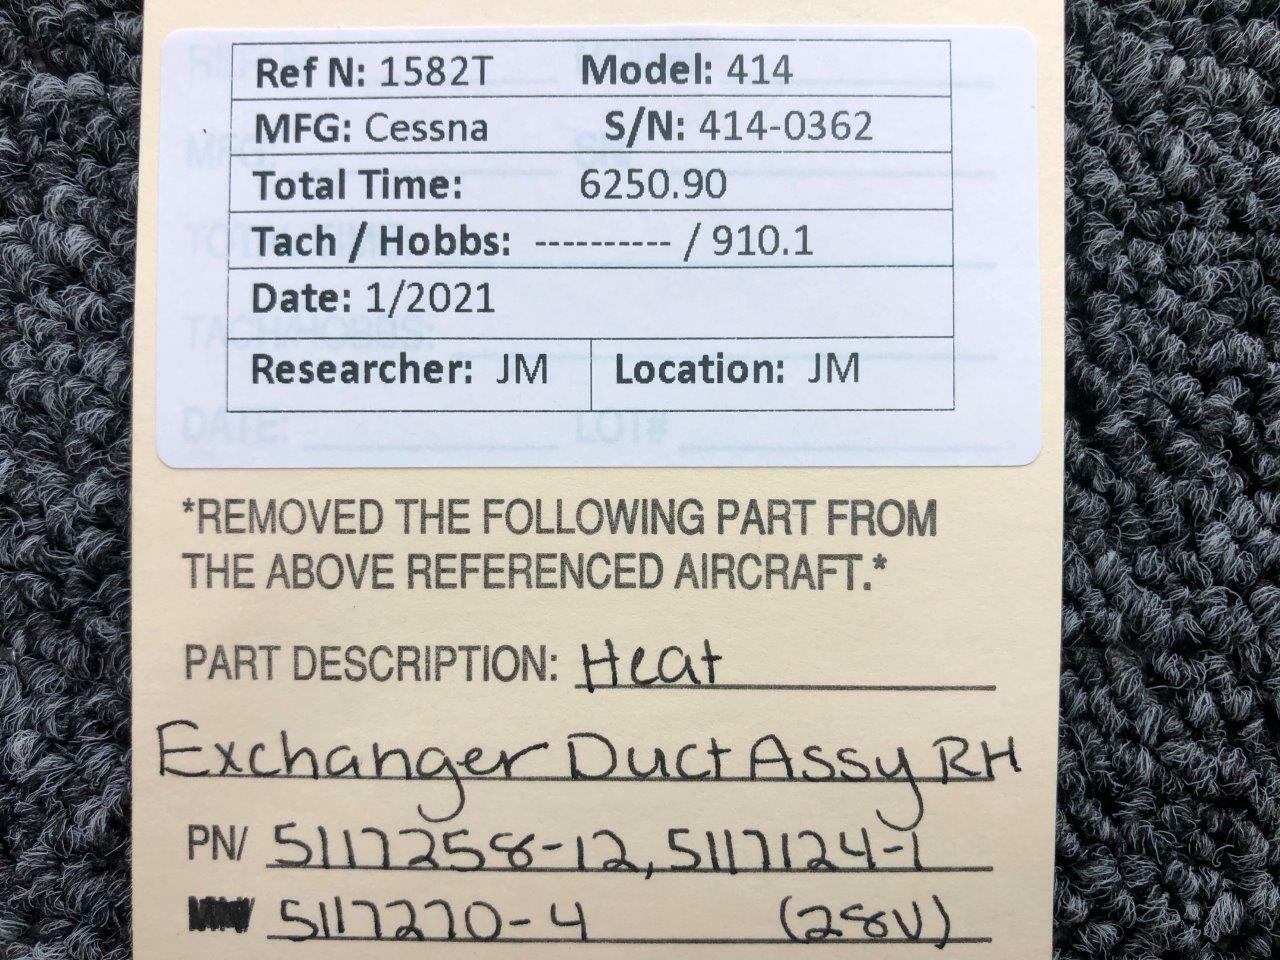 Ref N: 1582T Model: 414
MFG: Cessna S/N: 414-0362
Total Time: 6250.90
Tach / Hobbs: ---------- / 910.1
Date: 1/2021
Researcher: JM Location: JM
*REMOVED THE FOLLOWING PART FROM
THE ABOVE REFERENCED AIRCRAFT.*
PART DESCRIPTION: Heat
Exchanger Duct Assy RH
PN/ 5117258-12, 5117124-1
5117270-4 (28V)